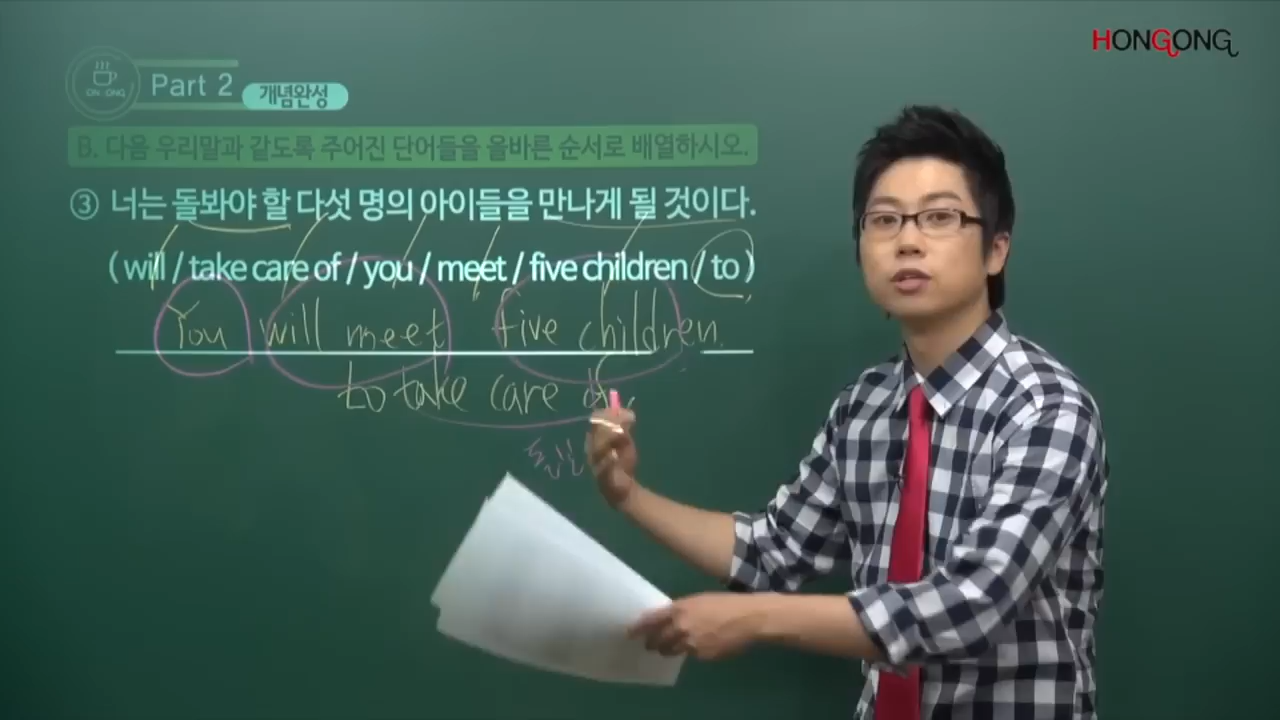 HONGONG
Part 2 개념완성
B. 다음 우리말과 같도록 주어진 단어들을 올바른 순서로 배열하시오.
③ 너는 돌봐야 할 다섯 명의 아이들을 만나게 될 것이다.
( will / take care of / you / meet / five children / to )
You will meet five children
to take care of